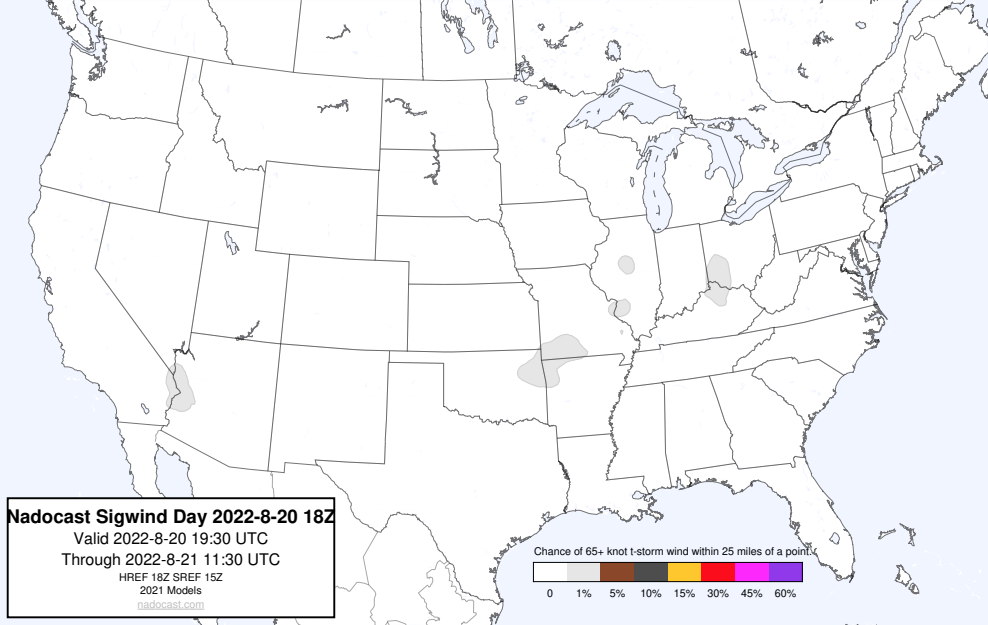 Nadocast Sigwind Day 2022-8-20 18Z
Valid 2022-8-20 19:30 UTC
Through 2022-8-21 11:30 UTC
HREF 18Z SREF 15Z
2021 Models
nadocast.com
Chance of 65+ knot t-storm wind within 25 miles of a point.
0 1% 5% 10% 15% 30% 45% 60%